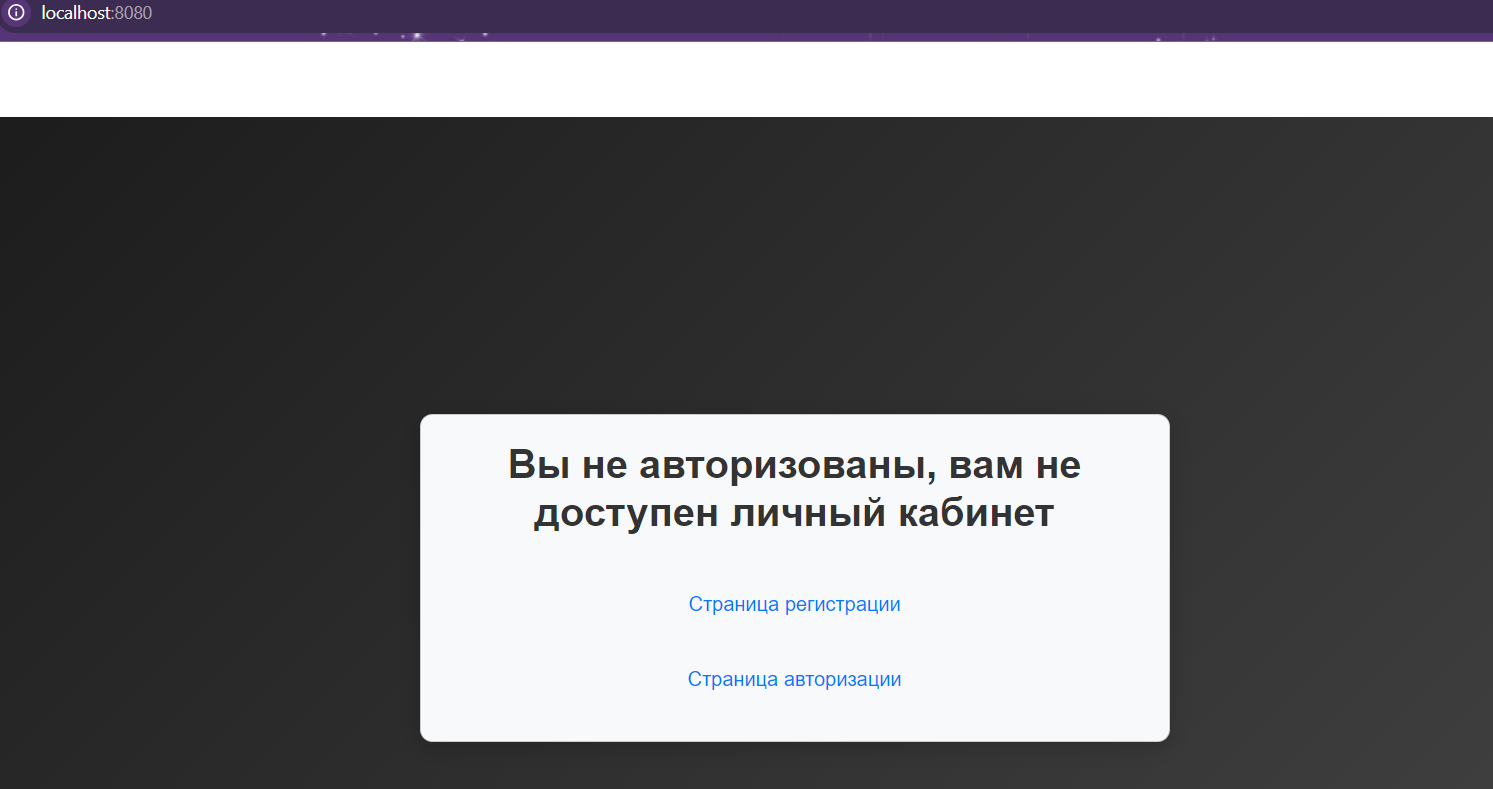 localhost:8080
Вы не авторизованы, вам не
доступен личный кабинет
Страница регистрации
Страница авторизации